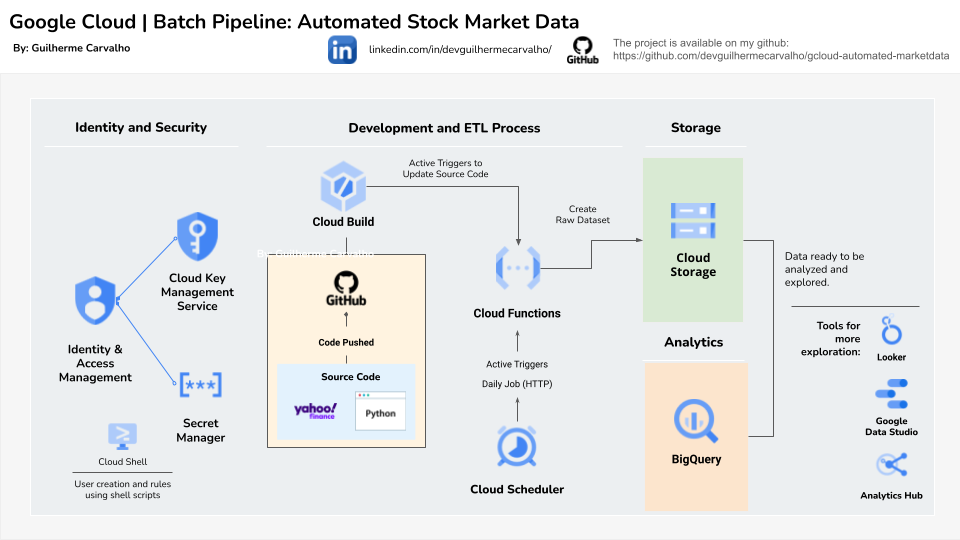 Google Cloud | Batch Pipeline: Automated Stock Market Data
By: Guilherme Carvalho
in
linkedin.com/in/devguilhermecarvalho/
GitHub
The project is available on my github:
https://github.com/devguilhermecarvalho/gcloud-automated-marketdata
Identity and Security
Development and ETL Process
Storage
Cloud Key
Management
Service
Identity &
Access
Management
[***]
Secret
Manager
Cloud Shell
User creation and rules
using shell scripts
Cloud Build
Active Triggers to
Update Source Code
By: Guilherme Carvalho
GitHub
Code Pushed
Source Code
yahoo!
finance
Python
Cloud Functions
Active Triggers
Daily Job (HTTP)
Cloud Scheduler
Create
Raw Dataset
Cloud
Storage
Analytics
BigQuery
Data ready to be
analyzed and
explored.
Tools for
more
exploration:
Looker
Google
Data Studio
Analytics Hub